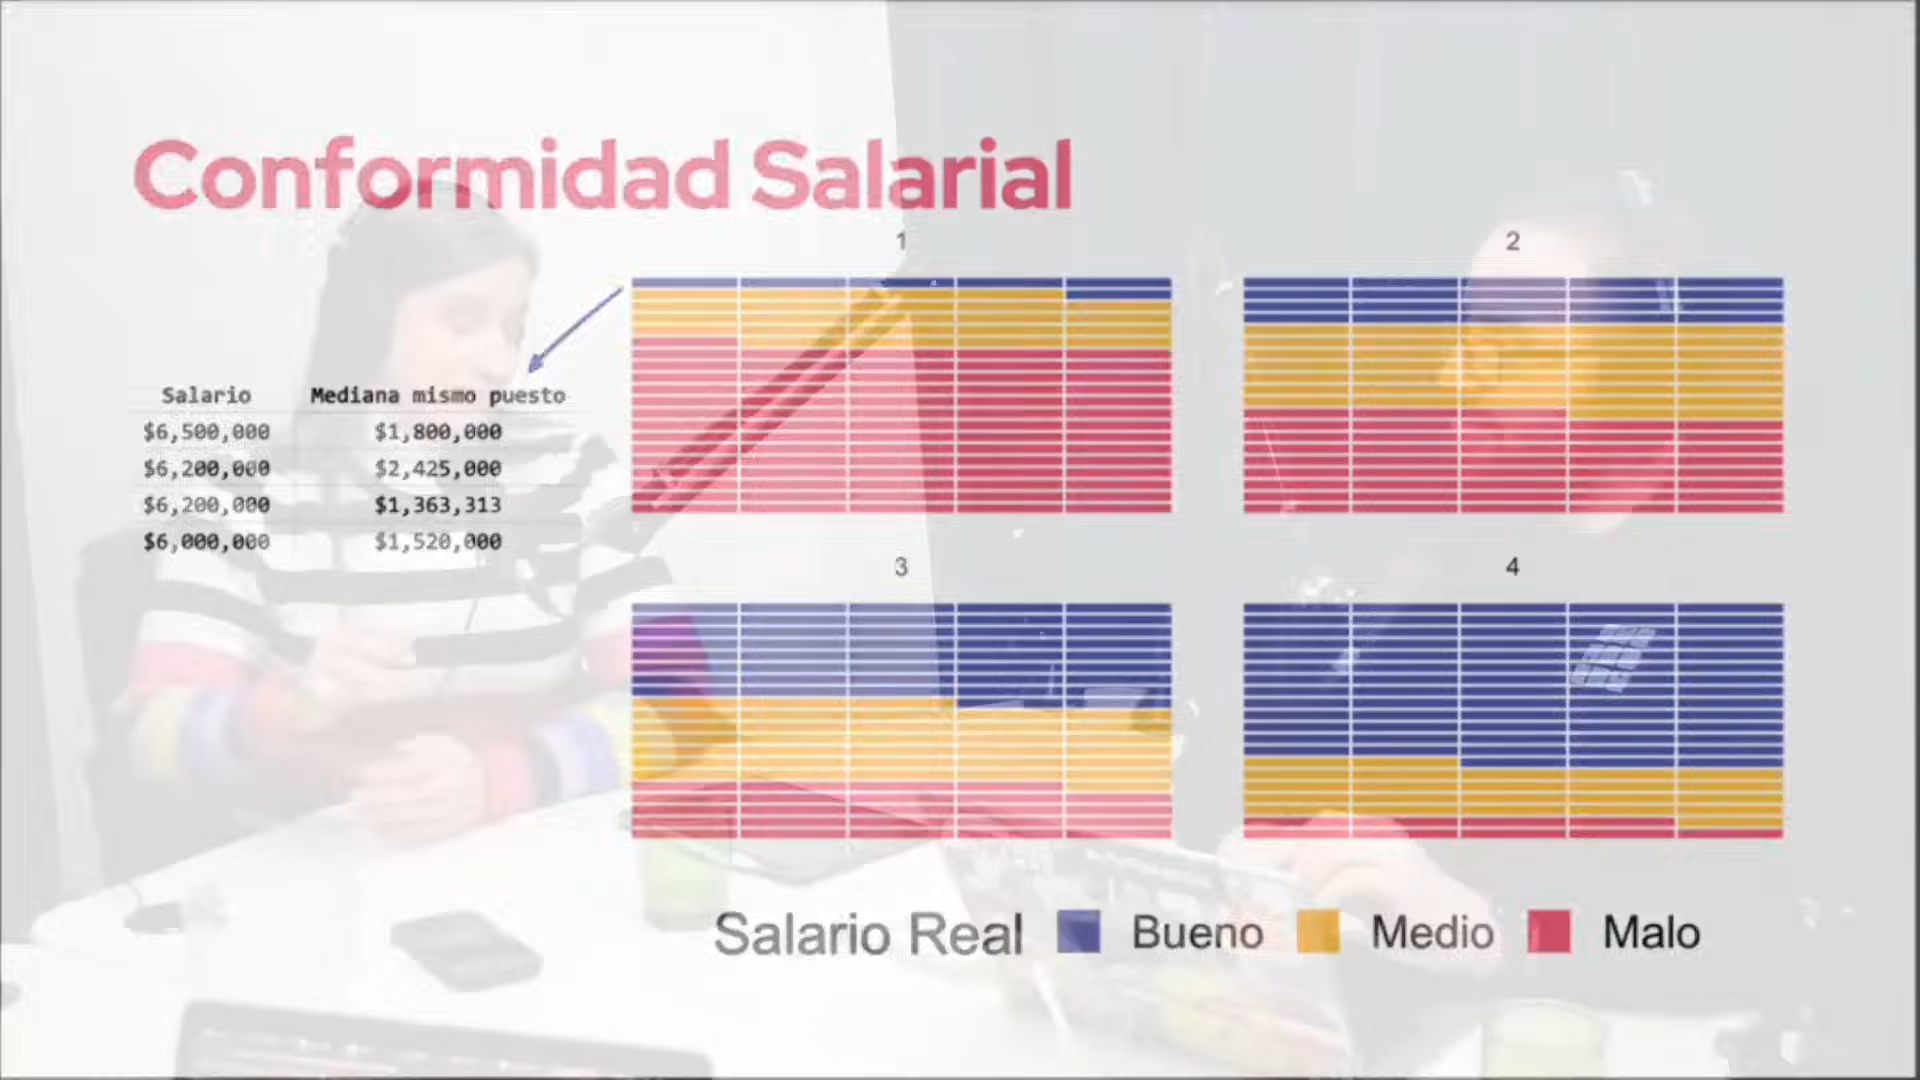 Conformidad Salarial
1
2
Salario Mediana mismo puesto
$6,500,000 $1,800,000
$6,200,000 $2,425,000
$6,200,000 $1,363,313
$6,000,000 $1,520,000
3
4
Salario Real Bueno Medio Malo